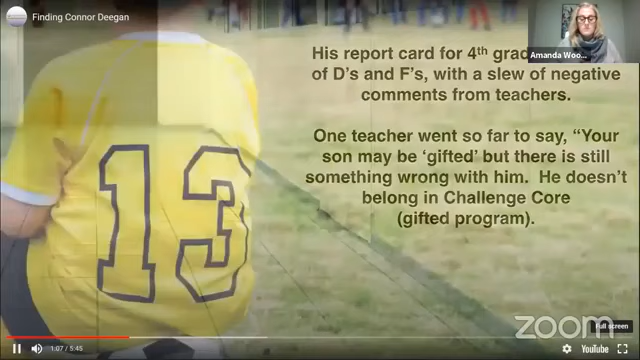 Finding Connor Deegan
His report card for 4th grad
of D's and F's, with a slew of negative
comments from teachers.
One teacher went so far to say, "Your
son may be 'gifted' but there is still
something wrong with him. He doesn't
belong in Challenge Core
(gifted program).
Amanda Woo...
13
Full screen
zoom
1:07 / 5:45
YouTube